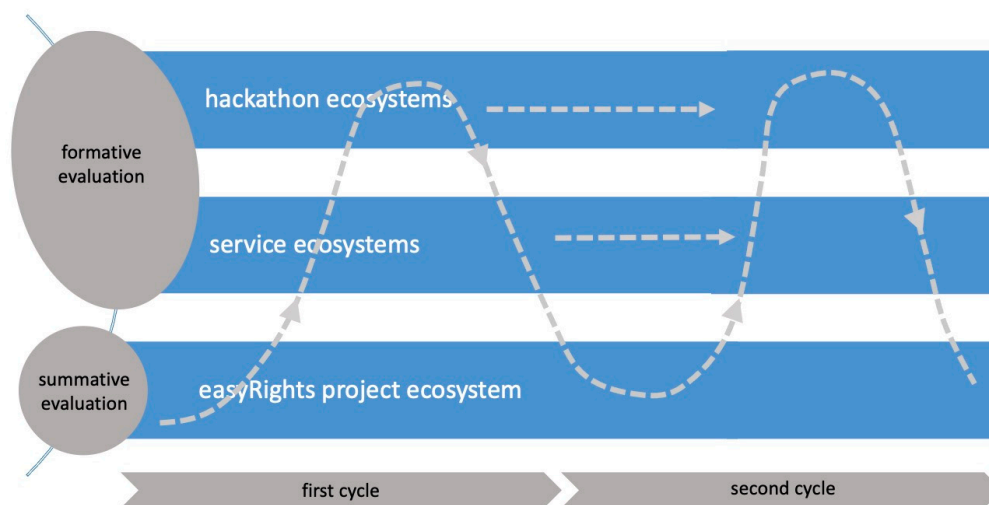 hackathon ecosystems
formative
evaluation
service ecosystems
summative
evaluation
easyRights project ecosystem
first cycle
second cycle